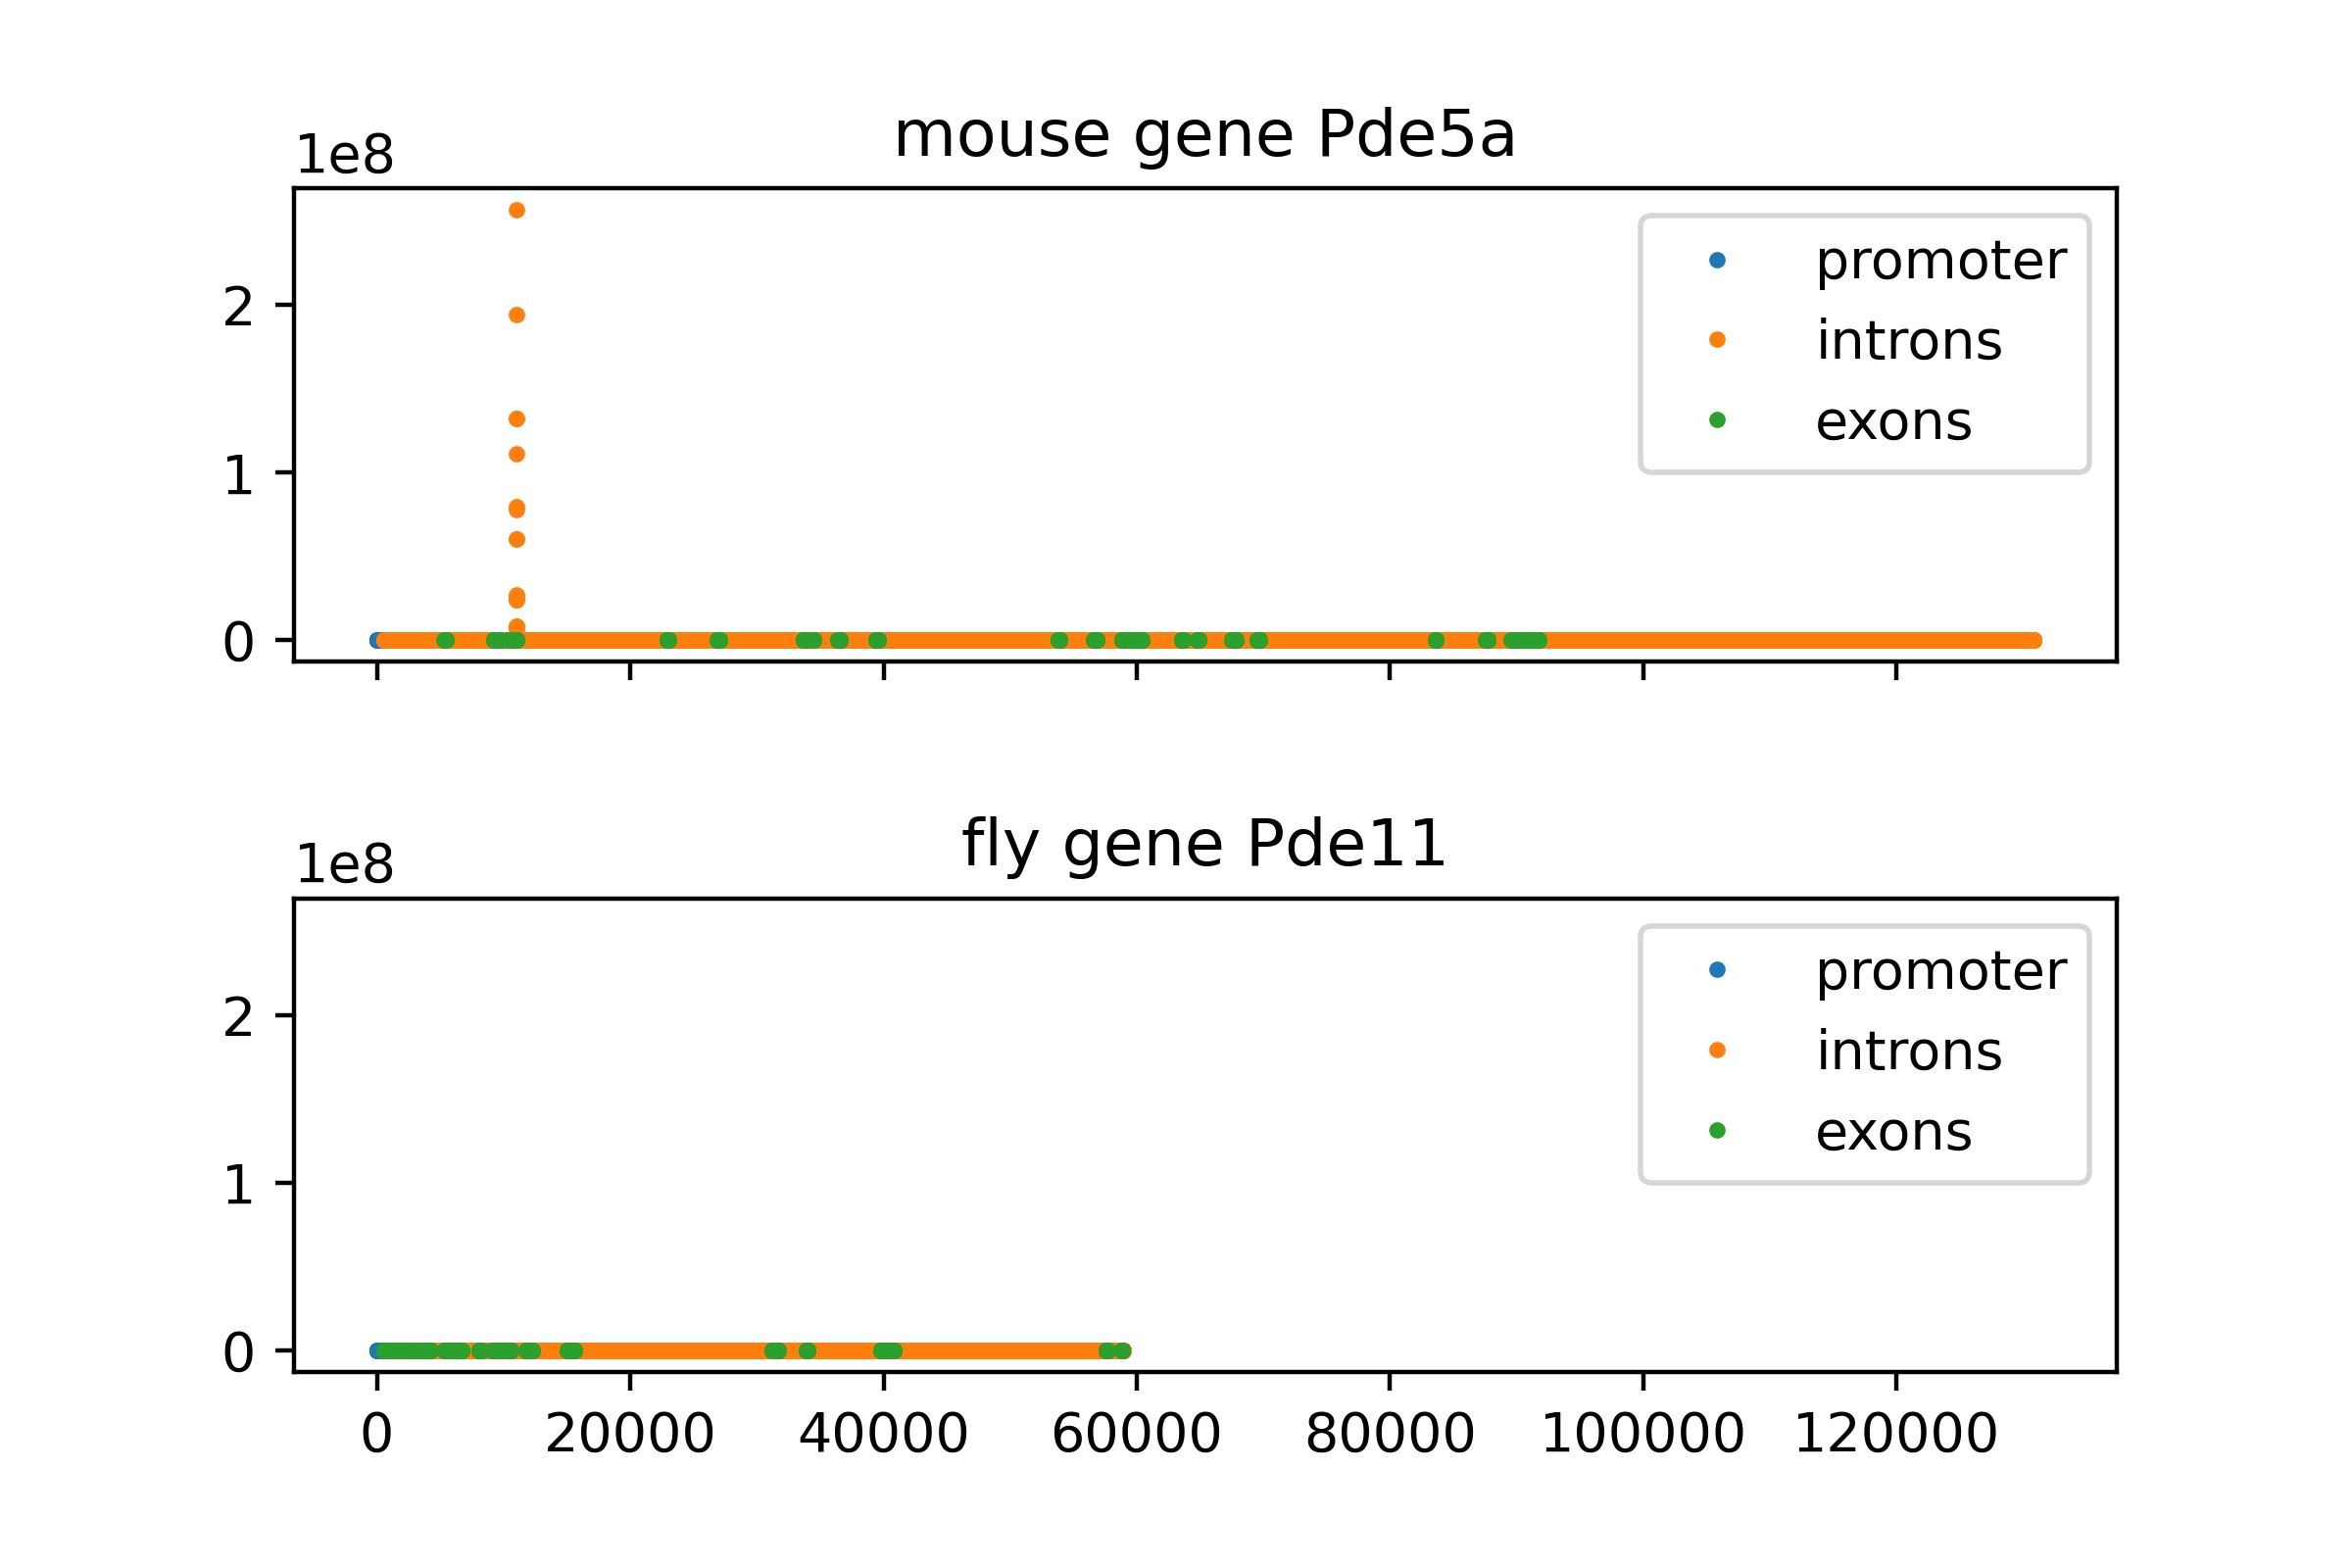 mouse gene Pde5a
1e8
2
1
0
promoter
introns
exons
fly gene Pde11
1e8
2
1
0
promoter
introns
exons
0 20000 40000 60000 80000 100000 120000